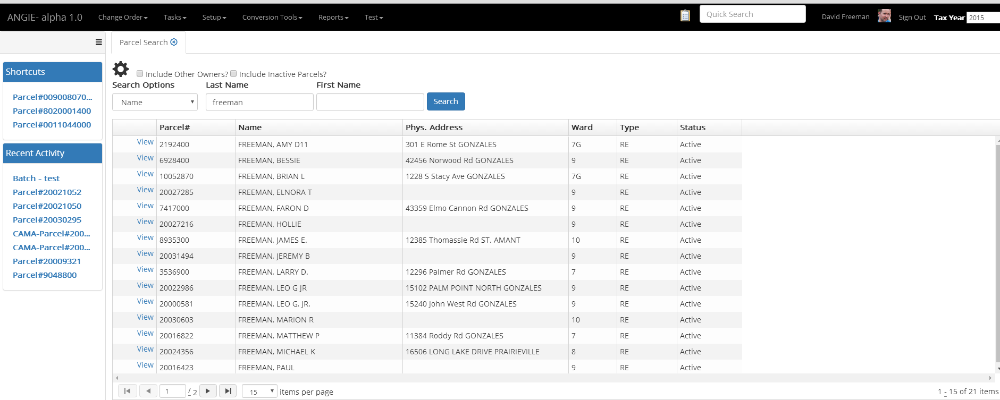 ANGIE- alpha 1.0 Change Order Tasks Setup Conversion Tools Reports Test Quick Search David Freeman Sign Out Tax Year 2015
Parcel Search
Shortcuts
Parcel#009008070...
Parcel#8020001400
Parcel#0011044000
Recent Activity
Batch - test
Parcel#20021052
Parcel#20021050
Parcel#20030295
CAMA-Parcel#200...
CAMA-Parcel#200...
Parcel#20009321
Parcel#9048800
Include Other Owners? Include Inactive Parcels?
Search Options Last Name First Name
Name freeman Search
Parcel# Name Phys. Address Ward Type Status
View 2192400 FREEMAN, AMY D11 301 E Rome St GONZALES 7G RE Active
View 6928400 FREEMAN, BESSIE 42456 Norwood Rd GONZALES 9 RE Active
View 10052870 FREEMAN, BRIAN L 1228 S Stacy Ave GONZALES 7G RE Active
View 20027285 FREEMAN, ELNORA T 9 RE Active
View 7417000 FREEMAN, FARON D 43359 Elmo Cannon Rd GONZALES 9 RE Active
View 20027216 FREEMAN, HOLLIE 9 RE Active
View 8935300 FREEMAN, JAMES E. 12385 Thomassie Rd ST. AMANT 10 RE Active
View 20031494 FREEMAN, JEREMY B 9 RE Active
View 3536900 FREEMAN, LARRY D. 12296 Palmer Rd GONZALES 7 RE Active
View 20022986 FREEMAN, LEO G JR 15102 PALM POINT NORTH GONZALES 9 RE Active
View 20000581 FREEMAN, LEO G, JR. 15240 John West Rd GONZALES 9 RE Active
View 20030603 FREEMAN, MARION R 10 RE Active
View 20016822 FREEMAN, MATTHEW P 11384 Roddy Rd GONZALES 7 RE Active
View 20024356 FREEMAN, MICHAEL K 16506 LONG LAKE DRIVE PRAIRIEVILLE 8 RE Active
View 20016423 FREEMAN, PAUL 9 RE Active
1 / 2 15 items per page 1 - 15 of 21 items